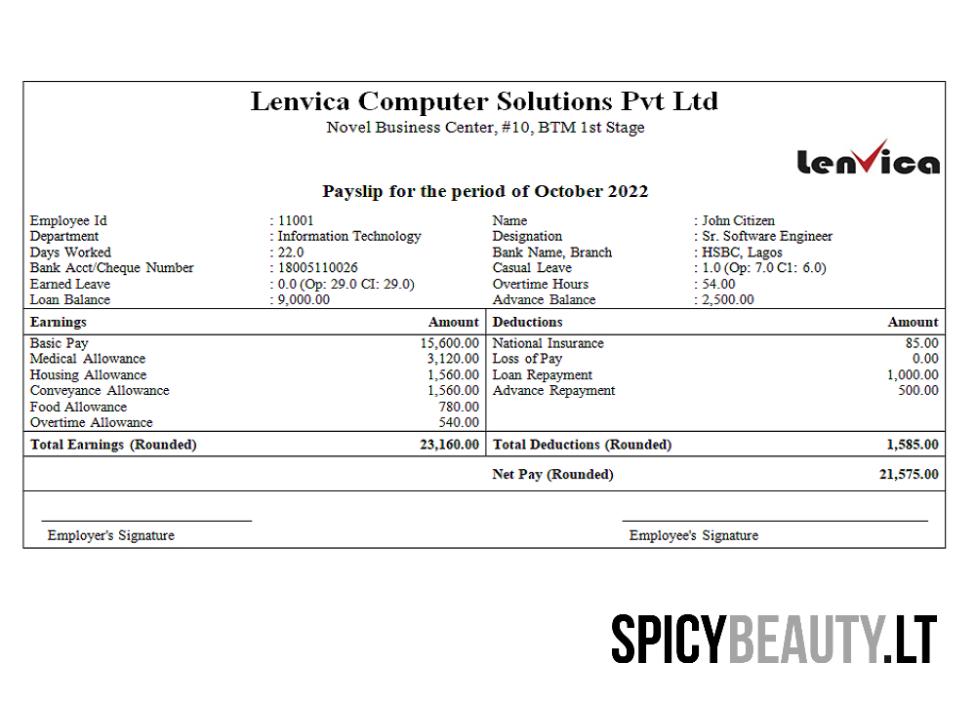 Lenvica Computer Solutions Pvt Ltd
Novel Business Center, #10, BTM 1st Stage
Lenvica
Payslip for the period of October 2022
Employee Id : 11001 Name : John Citizen
Department : Information Technology Designation : Sr. Software Engineer
Days Worked : 22.0 Bank Name, Branch : HSBC, Lagos
Bank Acct/Cheque Number : 18005110026 Casual Leave : 1.0 (Op: 7.0 C1: 6.0)
Earned Leave : 0.0 (Op: 29.0 CI: 29.0) Overtime Hours : 54.00
Loan Balance : 9,000.00 Advance Balance : 2,500.00
Earnings Amount Deductions Amount
Basic Pay 15,600.00 National Insurance 85.00
Medical Allowance 3,120.00 Loss of Pay 0.00
Housing Allowance 1,560.00 Loan Repayment 1,000.00
Conveyance Allowance 1,560.00 Advance Repayment 500.00
Food Allowance 780.00
Overtime Allowance 540.00
Total Earnings (Rounded) 23,160.00 Total Deductions (Rounded) 1,585.00
Net Pay (Rounded) 21,575.00
Employer's Signature Employee's Signature
SPICYBEAUTY.LT